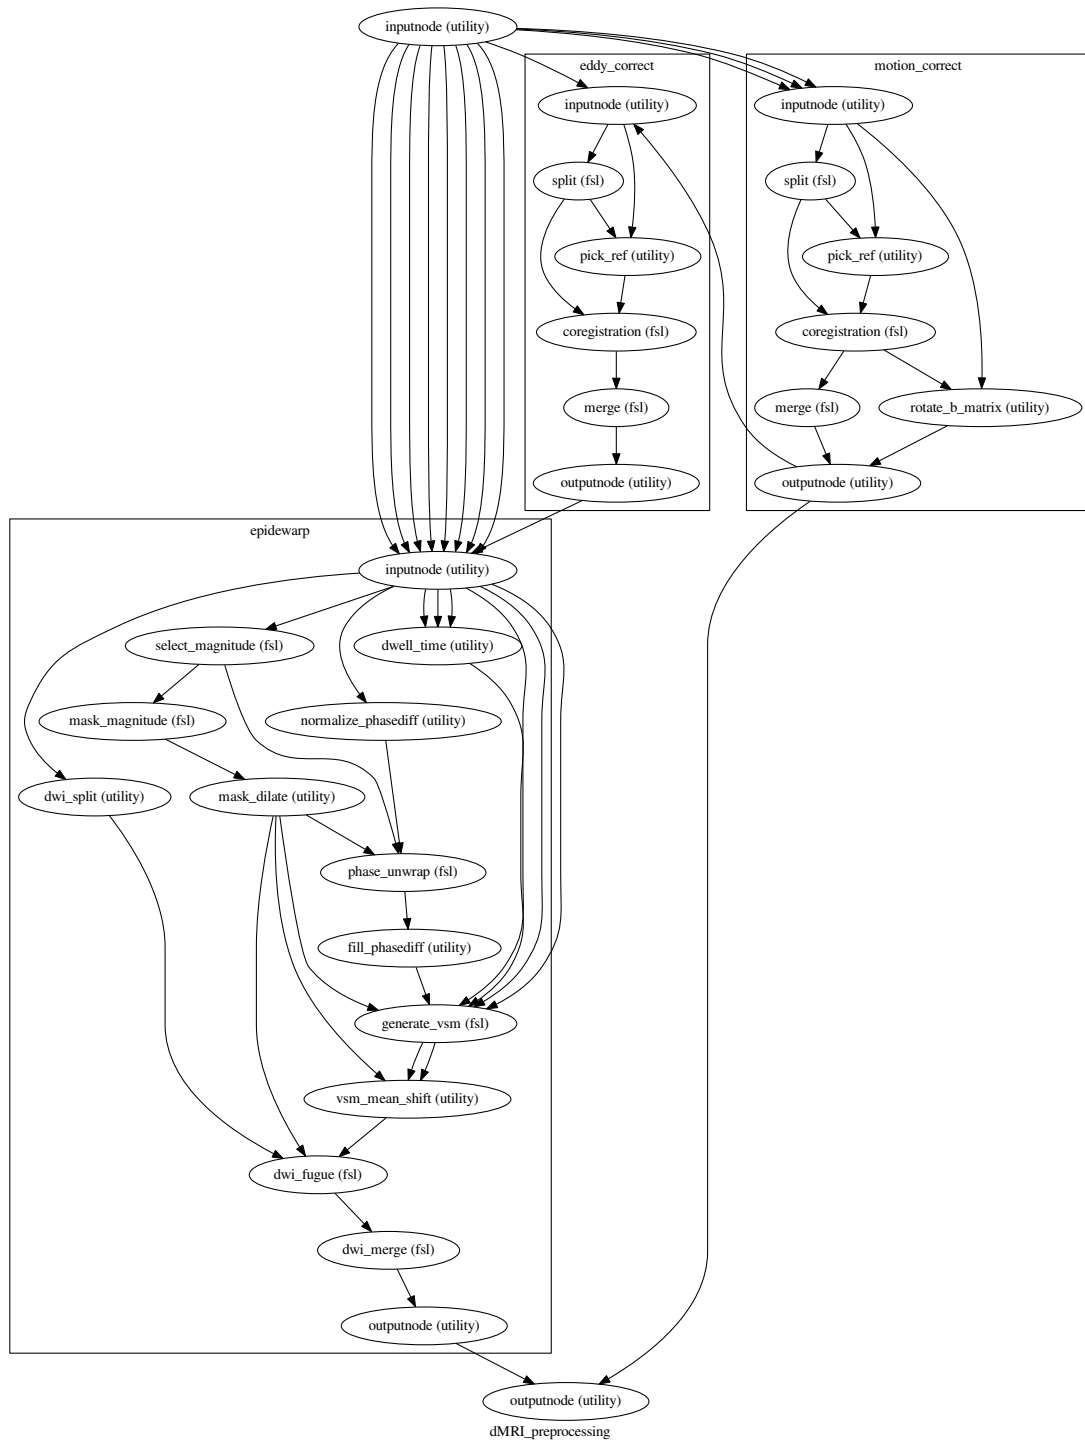 inputnode (utility)
eddy_correct
motion_correct
inputnode (utility)
inputnode (utility)
split (fsl)
split (fsl)
pick_ref (utility)
pick_ref (utility)
coregistration (fsl)
coregistration (fsl)
merge (fsl)
merge (fsl)
rotate_b_matrix (utility)
outputnode (utility)
outputnode (utility)
epidewarp
inputnode (utility)
select_magnitude (fsl)
dwell_time (utility)
mask_magnitude (fsl)
normalize_phasediff (utility)
dwi_split (utility)
mask_dilate (utility)
phase_unwrap (fsl)
fill_phasediff (utility)
generate_vsm (fsl)
vsm_mean_shift (utility)
dwi_fugue (fsl)
dwi_merge (fsl)
outputnode (utility)
outputnode (utility)
dMRI_preprocessing